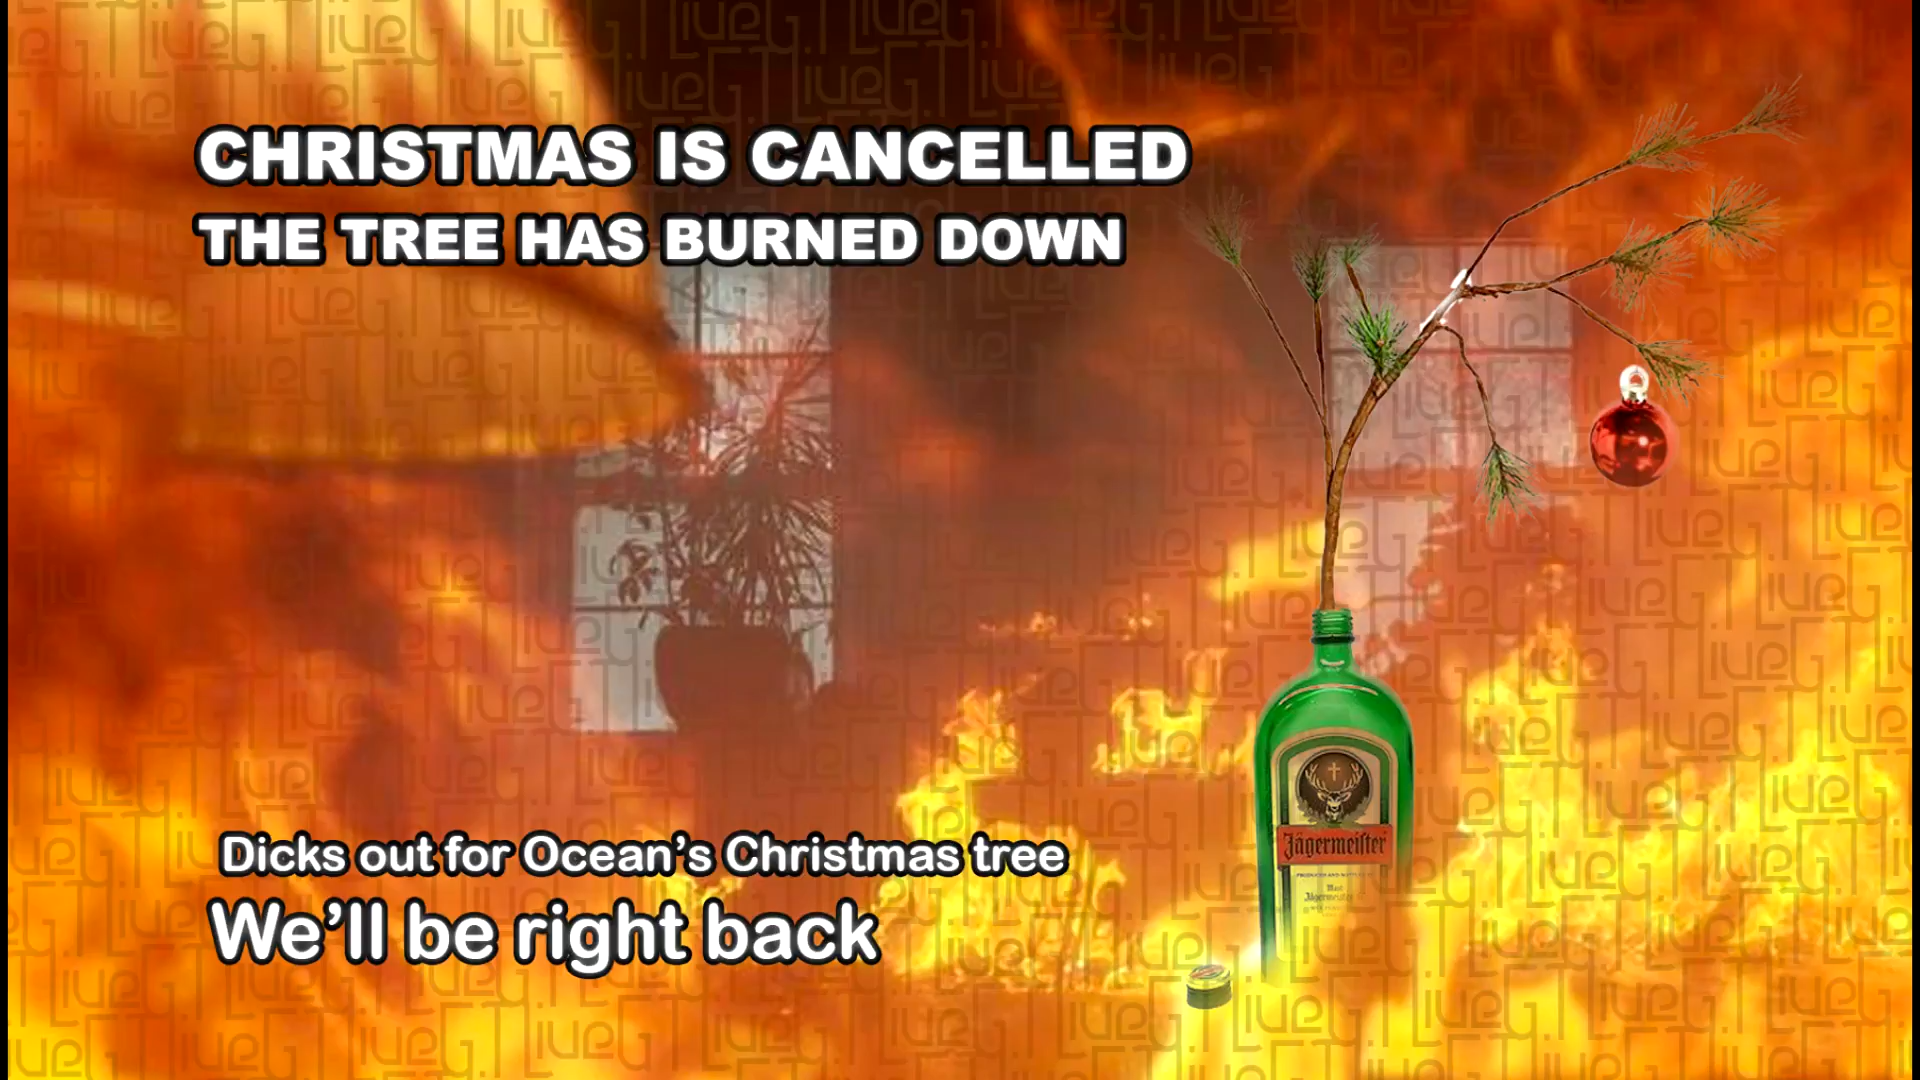 CHRISTMAS IS CANCELLED
THE TREE HAS BURNED DOWN
Jägermeister
Jägermeister
Dicks out for Ocean's Christmas tree
We'll be right back